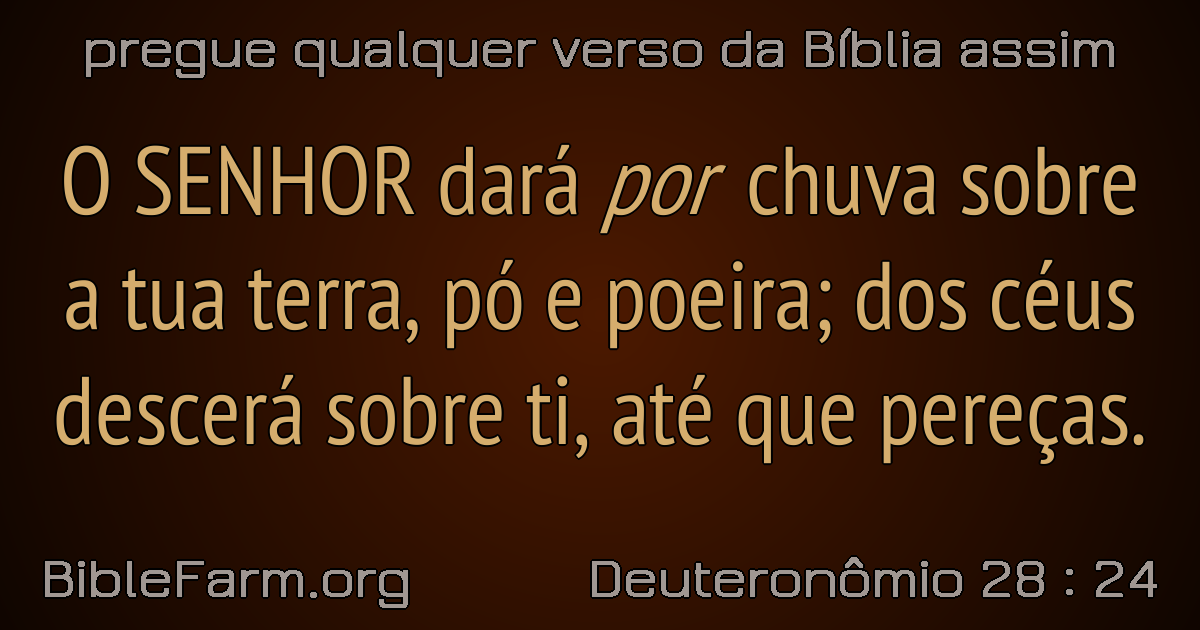 pregue qualquer verso da Bíblia assim
O SENHOR dará por chuva sobre
a tua terra, pó e poeira; dos céus
descerá sobre ti, até que pereças.
BibleFarm.org
Deuteronômio 28 : 24